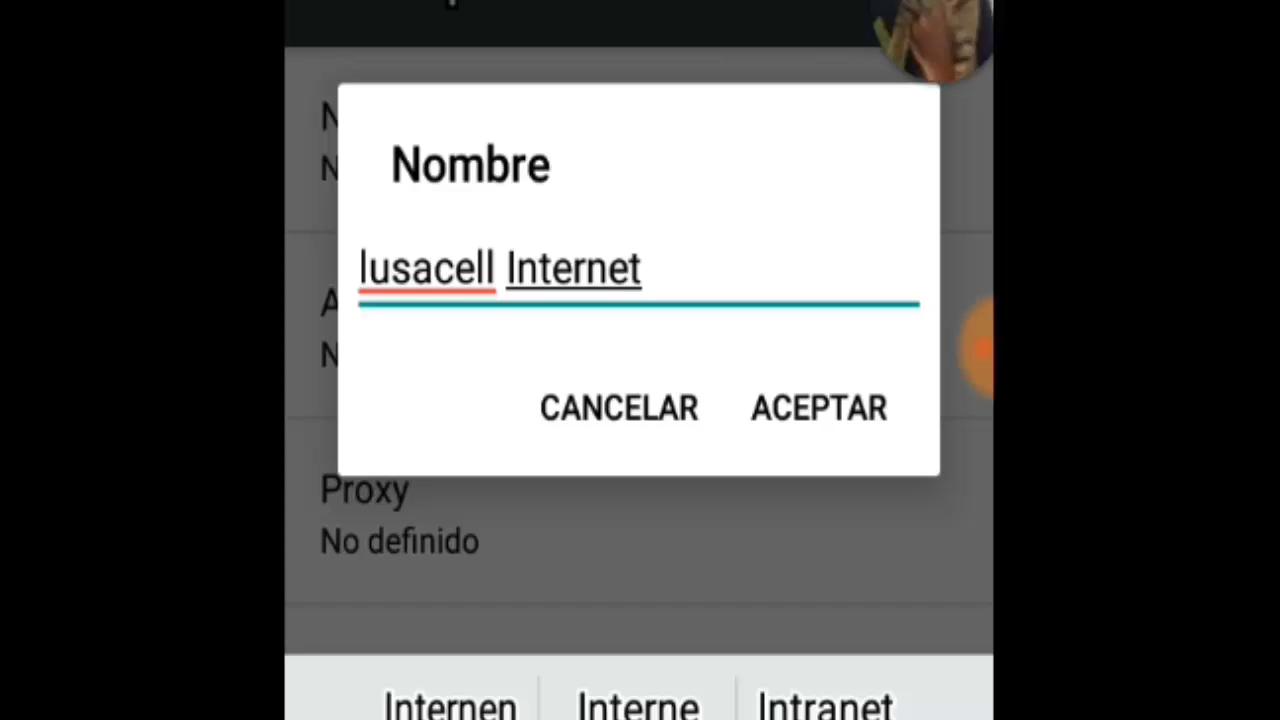 Nombre
lusacell Internet
CANCELAR ACEPTAR
Proxy
No definido
Internen Interne Intranet